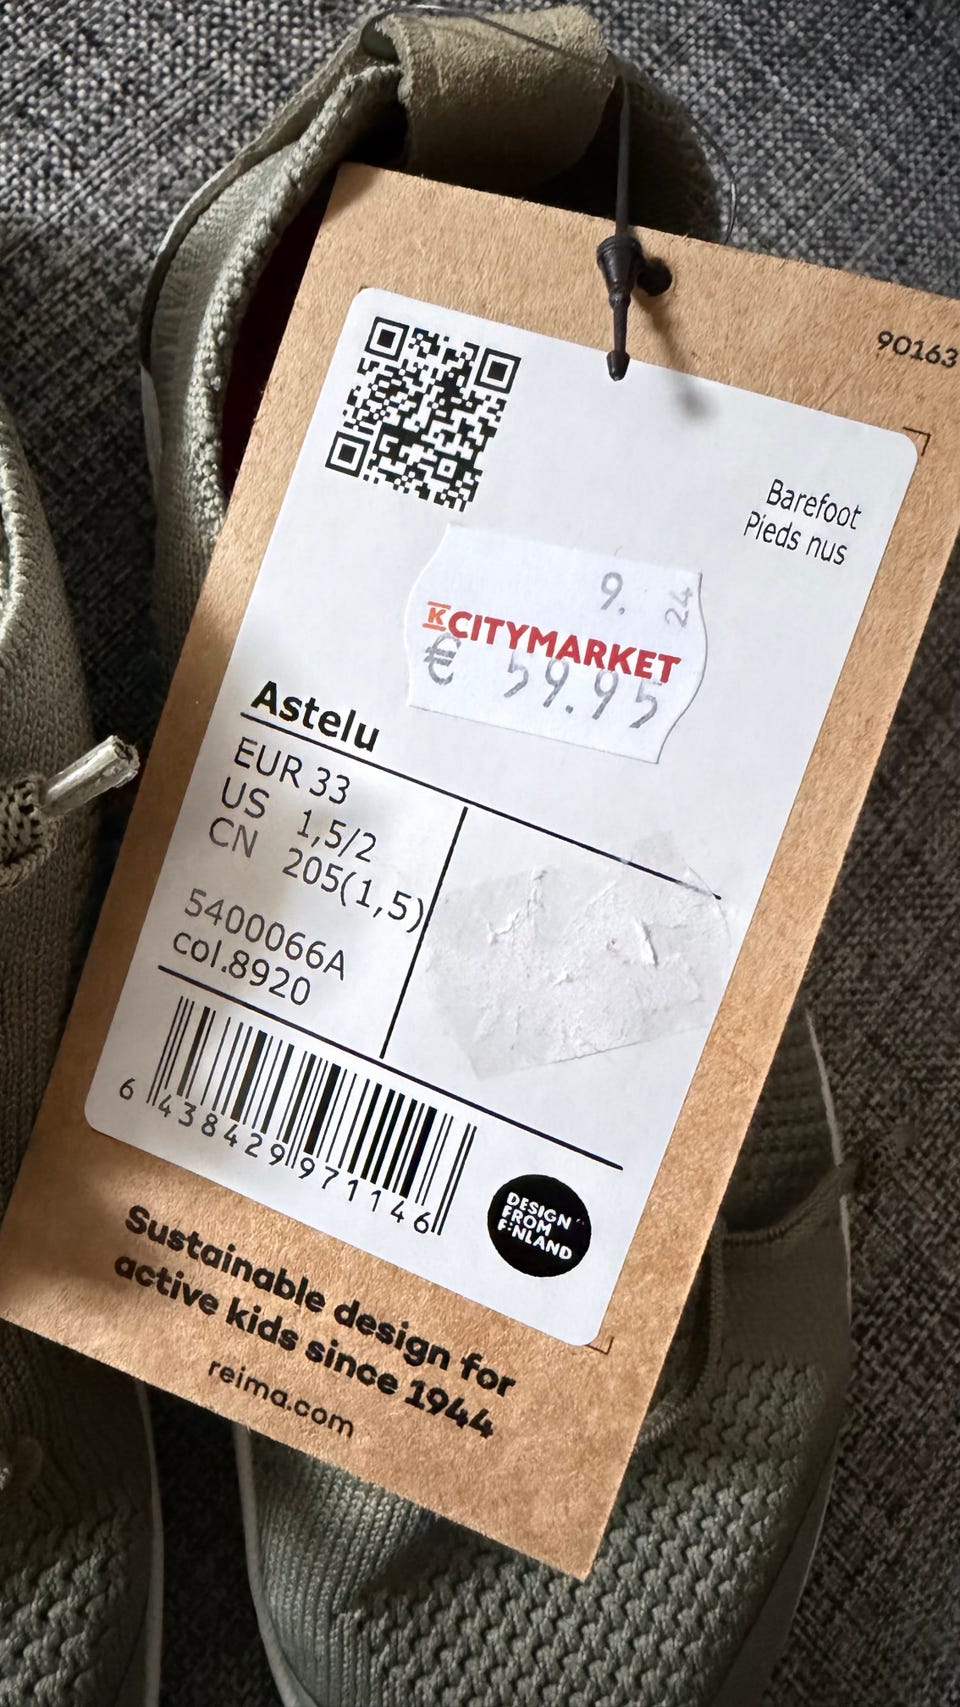 90163
Barefoot
Pieds nus
9. 24
K CITYMARKET
€ 59.95
Astelu
EUR 33
US 1,5/2
CN 205(1,5)
5400066A
col.8920
6 438429 971146
DESIGN
FROM
FINLAND
Sustainable design for
active kids since 1944
reima.com